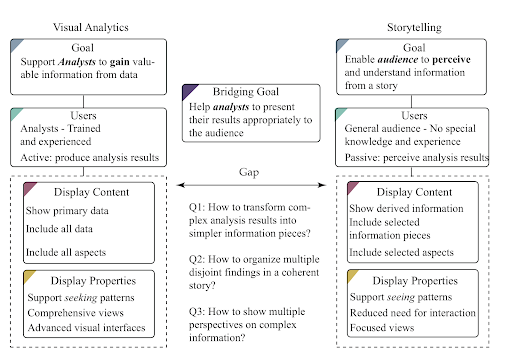 Visual Analytics
Goal
Support Analysts to gain valu-
able information from data
Users
Analysts - Trained
and experienced
Active: produce analysis results
Display Content
Show primary data
Include all data
Include all aspects
Display Properties
Support seeking patterns
Comprehensive views
Advanced visual interfaces
Bridging Goal
Help analysts to present
their results appropriately to
the audience
Gap
Q1: How to transform com-
plex analysis results into
simpler information pieces?
Q2: How to organize multiple
disjoint findings in a coherent
story?
Q3: How to show multiple
perspectives on complex
information?
Storytelling
Goal
Enable audience to perceive
and understand information
from a story
Users
General audience - No special
knowledge and experience
Passive: perceive analysis results
Display Content
Show derived information
Include selected
information pieces
Include selected aspects
Display Properties
Support seeing patterns
Reduced need for interaction
Focused views